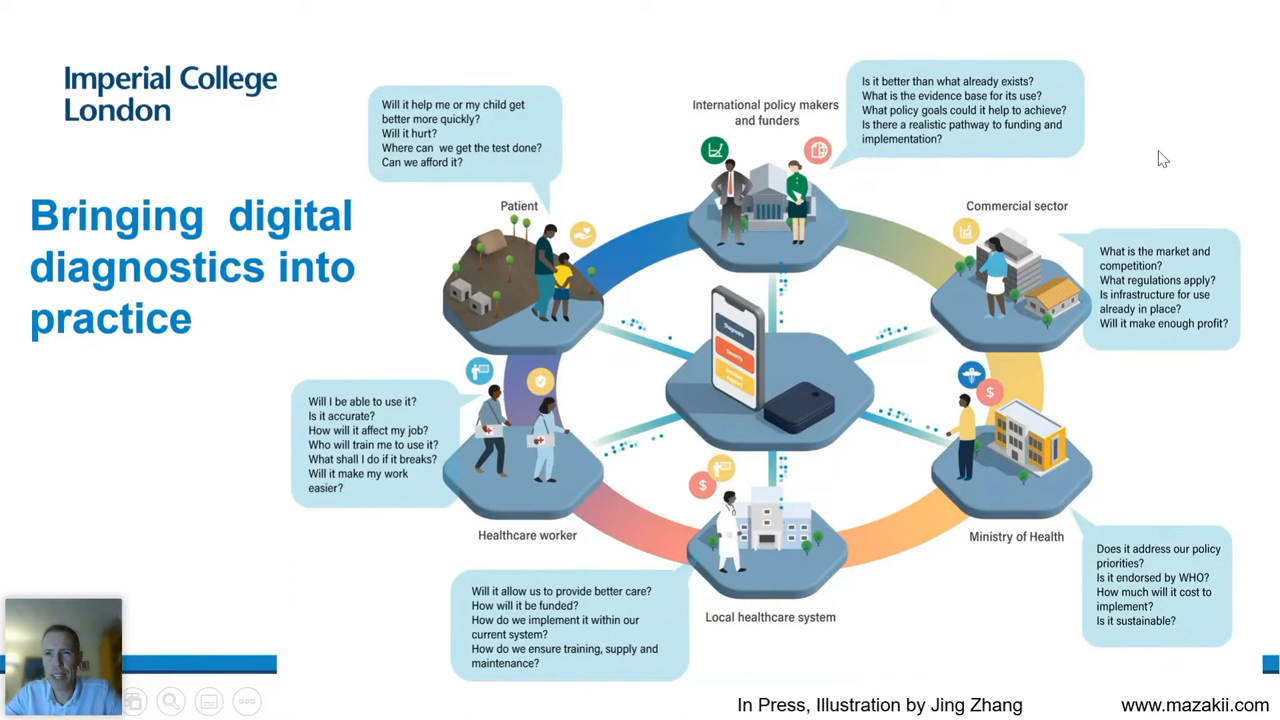 Imperial College
London
Bringing digital
diagnostics into
practice
Will it help me or my child get
better more quickly?
Will it hurt?
Where can we get the test done?
Can we afford it?
Patient
International policy makers
and funders
Is it better than what already exists?
What is the evidence base for its use?
What policy goals could it help to achieve?
Is there a realistic pathway to funding and
implementation?
Commercial sector
What is the market and
competition?
What regulations apply?
Is infrastructure for use
already in place?
Will it make enough profit?
Diagnosis
Severity
Will I be able to use it?
Is it accurate?
How will it affect my job?
Who will train me to use it?
What shall I do if it breaks?
Will it make my work
easier?
Healthcare worker
$
$
Ministry of Health
Does it address our policy
priorities?
Is it endorsed by WHO?
How much will it cost to
implement?
Is it sustainable?
Will it allow us to provide better care?
How will it be funded?
How do we implement it within our
current system?
How do we ensure training, supply and
maintenance?
Local healthcare system
In Press, Illustration by Jing Zhang
www.mazakii.com